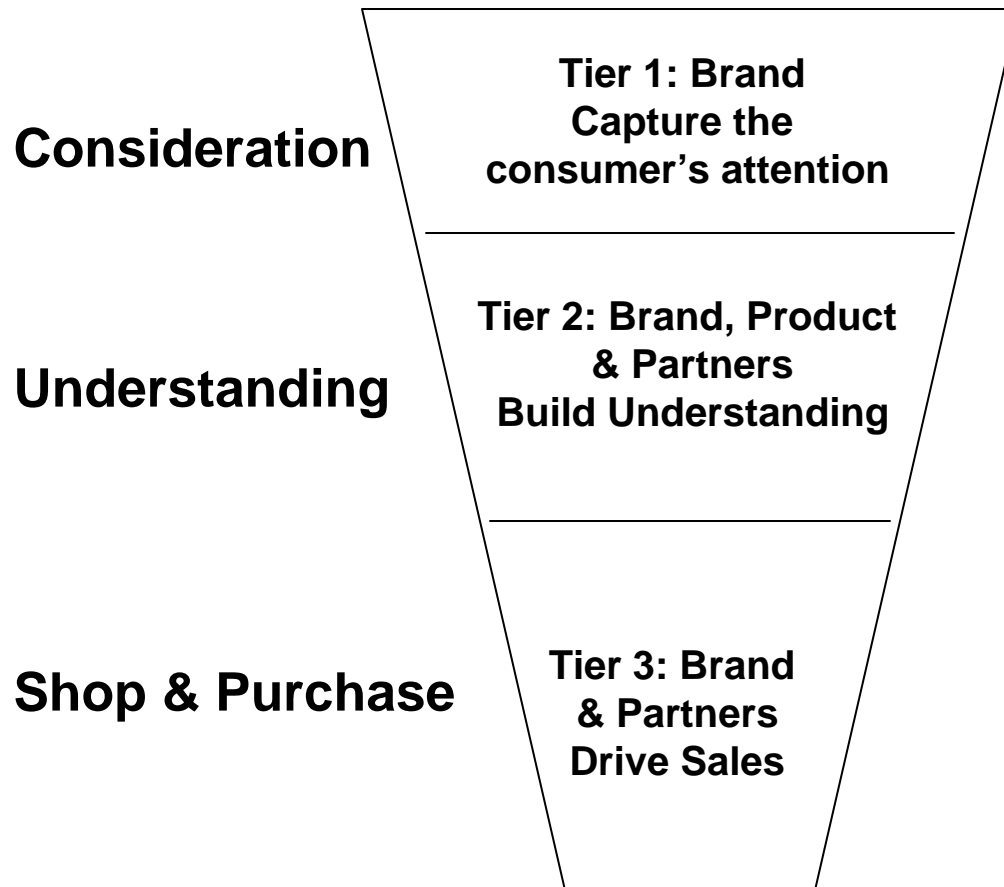 Consideration
Tier 1: Brand
Capture the
consumer’s attention
Understanding
Tier 2: Brand, Product
& Partners
Build Understanding
Shop & Purchase
Tier 3: Brand
& Partners
Drive Sales